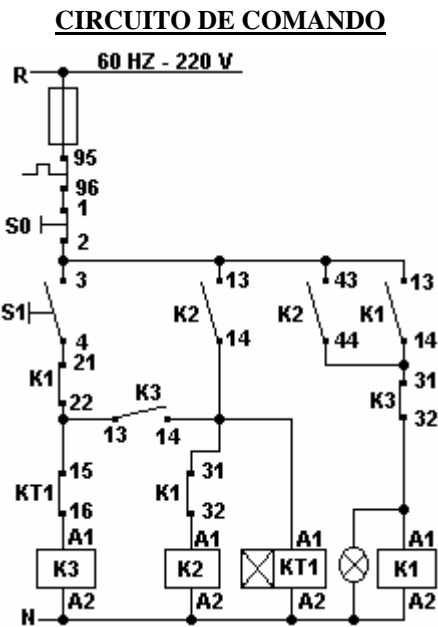 CIRCUITO DE COMANDO
R 60 HZ - 220 V
95
96
1
S0
2
3 13 43 13
S1 K2 K2 K1
4 14 44 14
21 31
K1 K3 K3
22 32
13 14
15 31
KT1 K1
16 32
A1 A1 A1 A1
K3 K2 KT1 K1
A2 A2 A2 A2
N